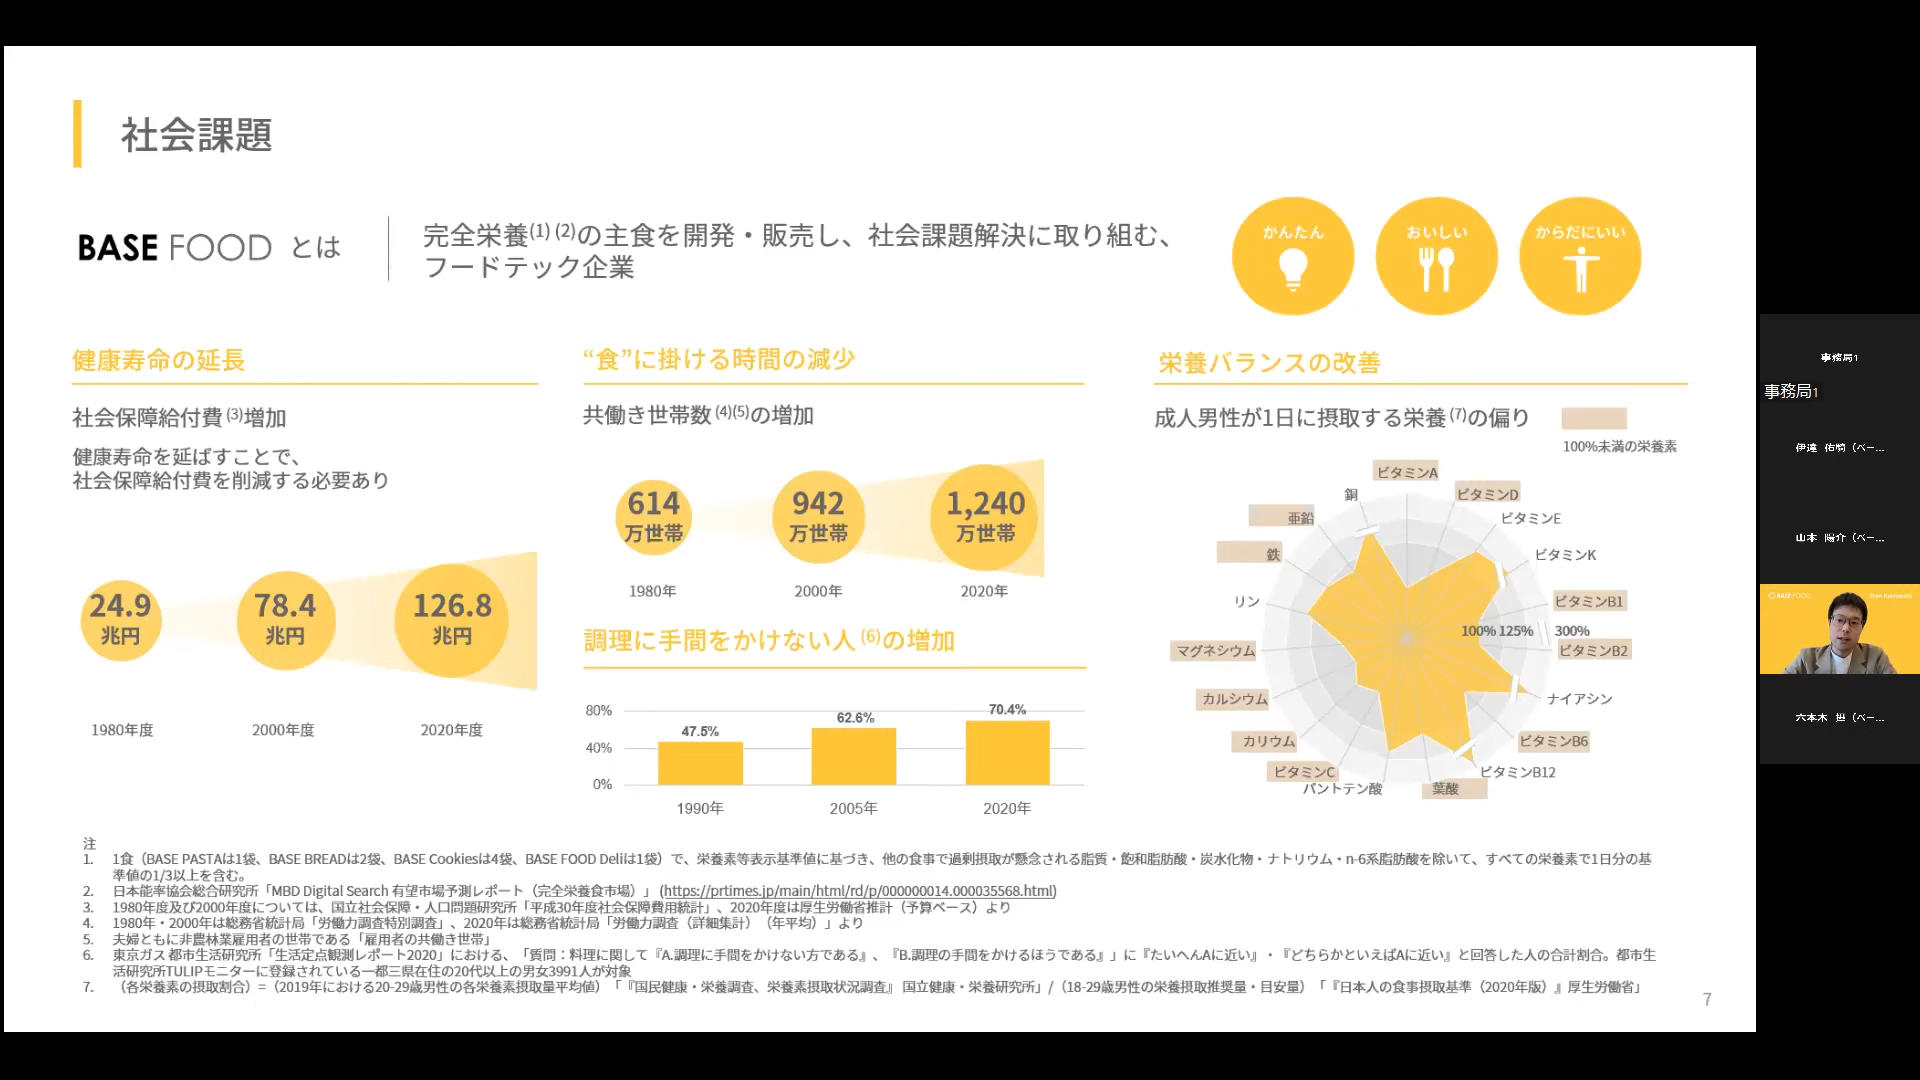 社会課題
BASE FOOD とは
完全栄養(1) (2)の主食を開発・販売し、社会課題解決に取り組む、
フードテック企業
かんたん
おいしい
からだにいい
健康寿命の延長
社会保障給付費(3)増加
健康寿命を延ばすことで、
社会保障給付費を削減する必要あり
24.9
兆円
78.4
兆円
126.8
兆円
1980年度
2000年度
2020年度
“食”に掛ける時間の減少
共働き世帯数(4)(5)の増加
614
万世帯
942
万世帯
1,240
万世帯
1980年
2000年
2020年
調理に手間をかけない人(6)の増加
80%
40%
0%
47.5%
62.6%
70.4%
1990年
2005年
2020年
栄養バランスの改善
成人男性が1日に摂取する栄養(7)の偏り
100%未満の栄養素
ビタミンA
ビタミンD
ビタミンE
ビタミンK
ビタミンB1
ビタミンB2
ナイアシン
ビタミンB6
ビタミンB12
葉酸
パントテン酸
ビタミンC
カリウム
カルシウム
マグネシウム
リン
鉄
亜鉛
銅
100% 125% 300%
注
1. 1食（BASE PASTAは1袋、BASE BREADは2袋、BASE Cookiesは4袋、BASE FOOD Deliは1袋）で、栄養素等表示基準値に基づき、他の食事で過剰摂取が懸念される脂質・飽和脂肪酸・炭水化物・ナトリウム・n-6系脂肪酸を除いて、すべての栄養素で1日分の基
準値の1/3以上を含む。
2. 日本能率協会総合研究所「MBD Digital Search 有望市場予測レポート（完全栄養食市場）」 (https://prtimes.jp/main/html/rd/p/000000014.000035568.html)
3. 1980年度及び2000年度については、国立社会保障・人口問題研究所「平成30年度社会保障費用統計」、2020年度は厚生労働省推計（予算ベース）より
4. 1980年・2000年は総務省統計局「労働力調査特別調査」、2020年は総務省統計局「労働力調査（詳細集計）（年平均）」より
5. 夫婦ともに非農林業雇用者の世帯である「雇用者の共働き世帯」
6. 東京ガス 都市生活研究所「生活定点観測レポート2020」における、「質問：料理に関して『A.調理に手間をかけない方である』、『B.調理の手間をかけるほうである』」に『たいへんAに近い』・『どちらかといえばAに近い』と回答した人の合計割合。都市生
活研究所TULIPモニターに登録されている一都三県在住の20代以上の男女3991人が対象
7. （各栄養素の摂取割合）=（2019年における20-29歳男性の各栄養素摂取量平均値）「『国民健康・栄養調査、栄養素摂取状況調査』 国立健康・栄養研究所」/（18-29歳男性の栄養摂取推奨量・目安量）「『日本人の食事摂取基準（2020年版）』厚生労働省」
7
事務局1
事務局1
伊達 佑騎（ベー...
山本 陽介（ベー...
BASE FOOD
六本木 （ベー...